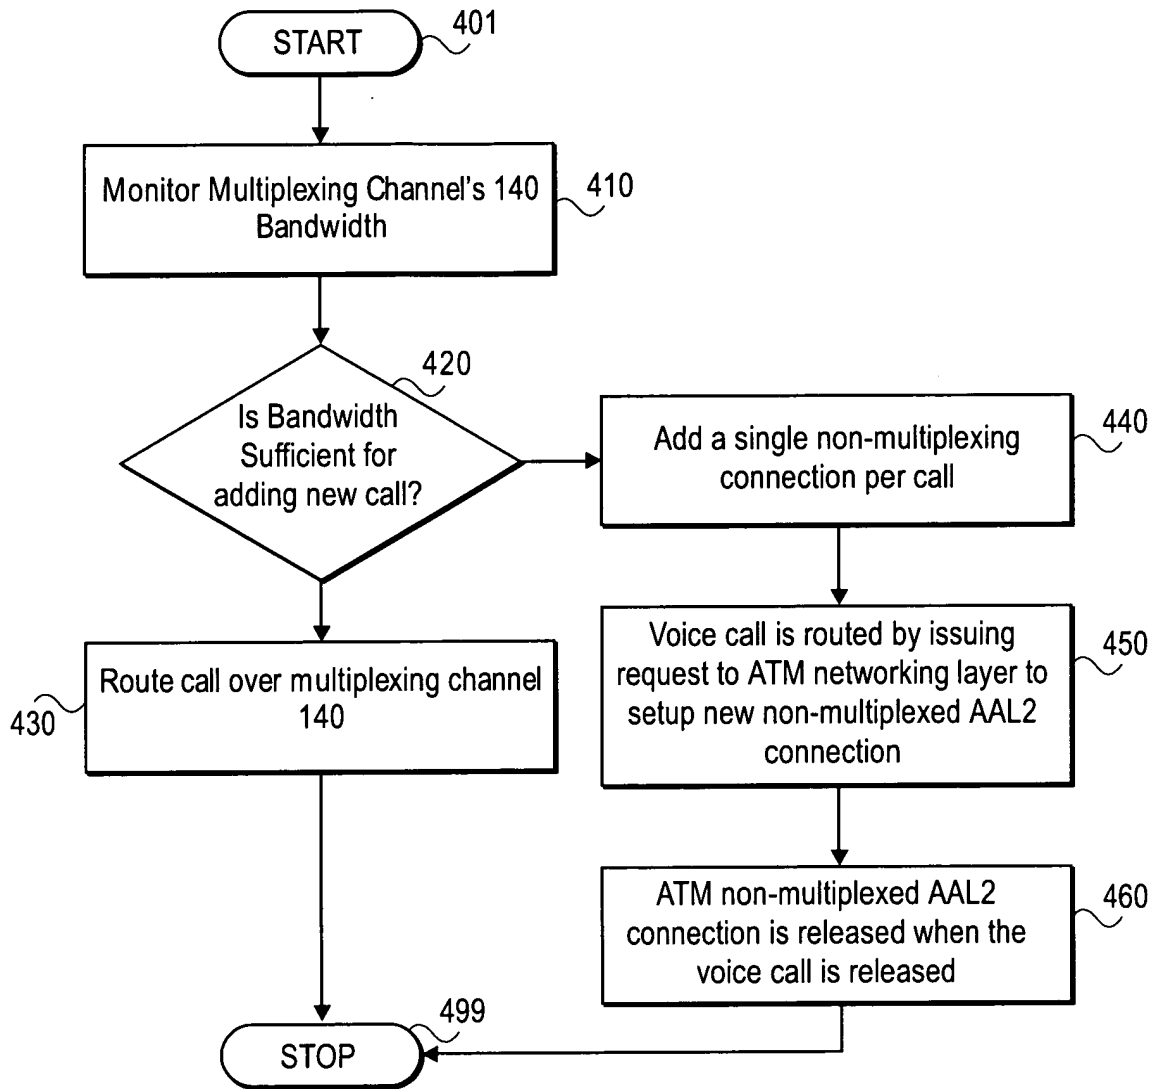 START
401
Monitor Multiplexing Channel's 140
Bandwidth
410
420
Is Bandwidth
Sufficient for
adding new call?
Add a single non-multiplexing
connection per call
440
Route call over multiplexing channel
140
430
Voice call is routed by issuing
request to ATM networking layer to
setup new non-multiplexed AAL2
connection
450
ATM non-multiplexed AAL2
connection is released when the
voice call is released
460
STOP
499